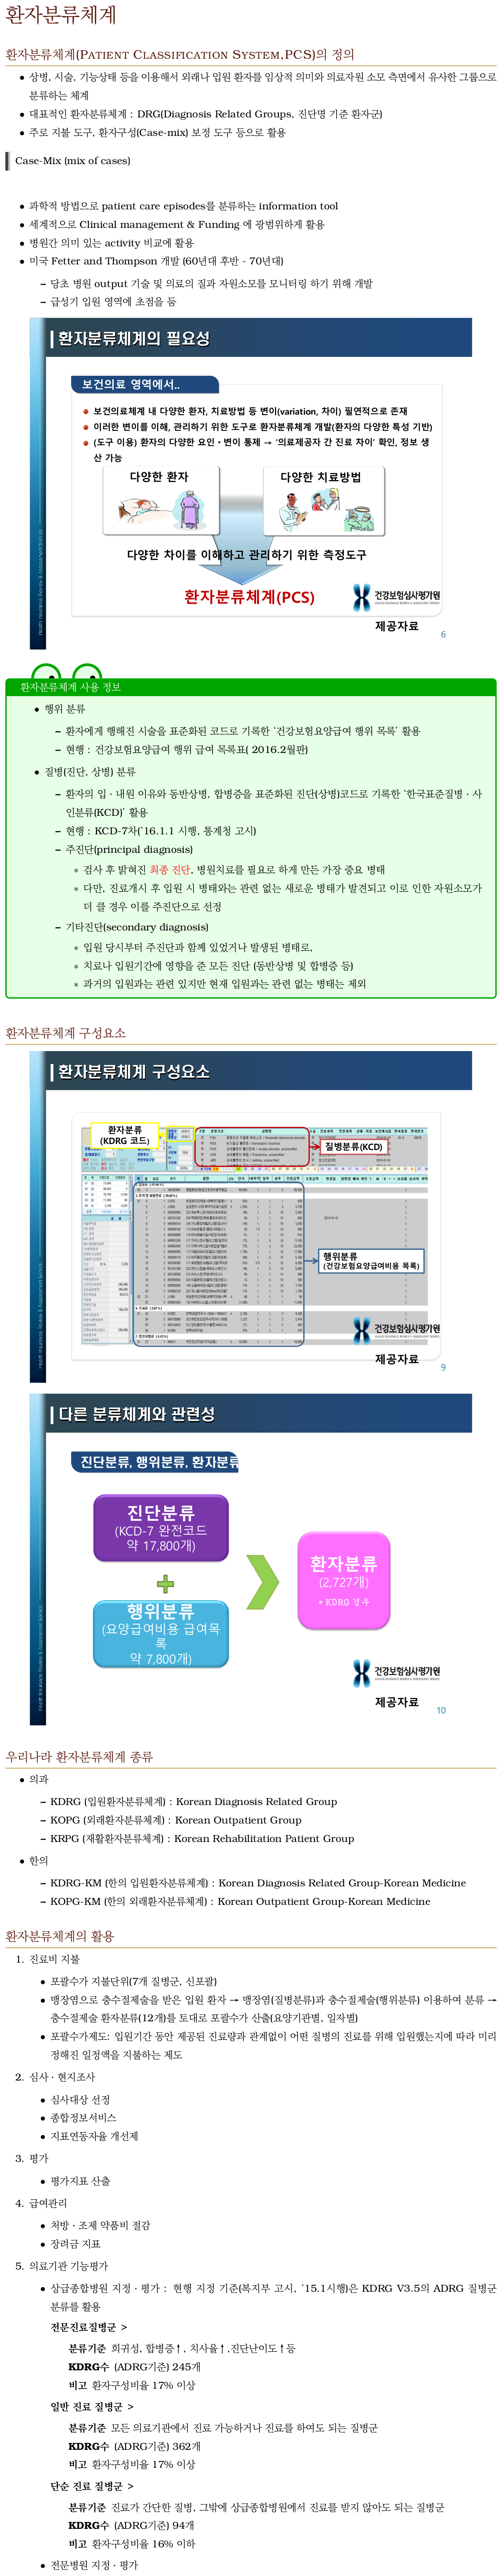 환자분류체계
환자분류체계(PATIENT CLASSIFICATION SYSTEM,PCS)의 정의
• 상병, 시술, 기능상태 등을 이용해서 외래나 입원 환자를 임상적 의미와 의료자원 소모 측면에서 유사한 그룹으로
분류하는 체계
• 대표적인 환자분류체계 : DRG(Diagnosis Related Groups, 진단명 기준 환자군)
• 주로 지불 도구, 환자구성(Case-mix) 보정 도구 등으로 활용
Case-Mix (mix of cases)
• 과학적 방법으로 patient care episodes를 분류하는 information tool
• 세계적으로 Clinical management & Funding 에 광범위하게 활용
• 병원간 의미 있는 activity 비교에 활용
• 미국 Fetter and Thompson 개발 (60년대 후반 - 70년대)
– 당초 병원 output 기술 및 의료의 질과 자원소모를 모니터링 하기 위해 개발
– 급성기 입원 영역에 초점을 둠
환자분류체계의 필요성
보건의료 영역에서..
보건의료체계 내 다양한 환자, 치료방법 등 변이(variation, 차이) 필연적으로 존재
이러한 변이를 이해, 관리하기 위한 도구로 환자분류체계 개발(환자의 다양한 특성 기반)
(도구 이용) 환자의 다양한 요인・변이 통제 → ‘의료제공자 간 진료 차이’ 확인, 정보 생
산 가능
다양한 환자
다양한 치료방법
다양한 차이를 이해하고 관리하기 위한 측정도구
환자분류체계(PCS)
건강보험심사평가원
제공자료
6
Health Insurance Review & Assessment Service
환자분류체계 사용 정보
• 행위 분류
– 환자에게 행해진 시술을 표준화된 코드로 기록한 ‘건강보험요양급여 행위 목록’ 활용
– 현행 : 건강보험요양급여 행위 급여 목록표( 2016.2월판)
• 질병(진단, 상병) 분류
– 환자의 입・내원 이유와 동반상병, 합병증을 표준화된 진단(상병)코드로 기록한 ‘한국표준질병・사
인분류(KCD)’ 활용
– 현행 : KCD-7차(‘16.1.1 시행, 통계청 고시)
– 주진단(principal diagnosis)
∗ 검사 후 밝혀진 최종 진단, 병원치료를 필요로 하게 만든 가장 중요 병태
∗ 다만, 진료개시 후 입원 시 병태와는 관련 없는 새로운 병태가 발견되고 이로 인한 자원소모가
더 클 경우 이를 주진단으로 선정
– 기타진단(secondary diagnosis)
∗ 입원 당시부터 주진단과 함께 있었거나 발생된 병태로,
∗ 치료나 입원기간에 영향을 준 모든 진단 (동반상병 및 합병증 등)
∗ 과거의 입원과는 관련 있지만 현재 입원과는 관련 없는 병태는 제외
환자분류체계 구성요소
환자분류체계 구성요소
환자분류
(KDRG 코드)
질병분류(KCD)
행위분류
(건강보험요양급여비용 목록)
건강보험심사평가원
제공자료
9
Health Insurance Review & Assessment Service
다른 분류체계와 관련성
진단분류, 행위분류, 환자분류
진단분류
(KCD-7 완전코드
약 17,800개)
행위분류
(요양급여비용 급여목
록
약 7,800개)
환자분류
(2,727개)
* KDRG 경우
건강보험심사평가원
제공자료
10
Health Insurance Review & Assessment Service
우리나라 환자분류체계 종류
• 의과
– KDRG (입원환자분류체계) : Korean Diagnosis Related Group
– KOPG (외래환자분류체계) : Korean Outpatient Group
– KRPG (재활환자분류체계) : Korean Rehabilitation Patient Group
• 한의
– KDRG-KM (한의 입원환자분류체계) : Korean Diagnosis Related Group-Korean Medicine
– KOPG-KM (한의 외래환자분류체계) : Korean Outpatient Group-Korean Medicine
환자분류체계의 활용
1. 진료비 지불
• 포괄수가 지불단위(7개 질병군, 신포괄)
• 맹장염으로 충수절제술을 받은 입원 환자 → 맹장염(질병분류)과 충수절제술(행위분류) 이용하여 분류 →
충수절제술 환자분류(12개)를 토대로 포괄수가 산출(요양기관별, 일자별)
• 포괄수가제도: 입원기간 동안 제공된 진료량과 관계없이 어떤 질병의 진료를 위해 입원했는지에 따라 미리
정해진 일정액을 지불하는 제도
2. 심사・현지조사
• 심사대상 선정
• 종합정보서비스
• 지표연동자율 개선제
3. 평가
• 평가지표 산출
4. 급여관리
• 처방・조제 약품비 절감
• 장려금 지표
5. 의료기관 기능평가
• 상급종합병원 지정・평가 : 현행 지정 기준(복지부 고시, ‘15.1시행)은 KDRG V3.5의 ADRG 질병군
분류를 활용
전문진료질병군 >
분류기준 희귀성, 합병증↑, 치사율↑,진단난이도↑등
KDRG수 (ADRG기준) 245개
비고 환자구성비율 17% 이상
일반 진료 질병군 >
분류기준 모든 의료기관에서 진료 가능하거나 진료를 하여도 되는 질병군
KDRG수 (ADRG기준) 362개
비고 환자구성비율 17% 이상
단순 진료 질병군 >
분류기준 진료가 간단한 질병, 그밖에 상급종합병원에서 진료를 받지 않아도 되는 질병군
KDRG수 (ADRG기준) 94개
비고 환자구성비율 16% 이하
• 전문병원 지정・평가